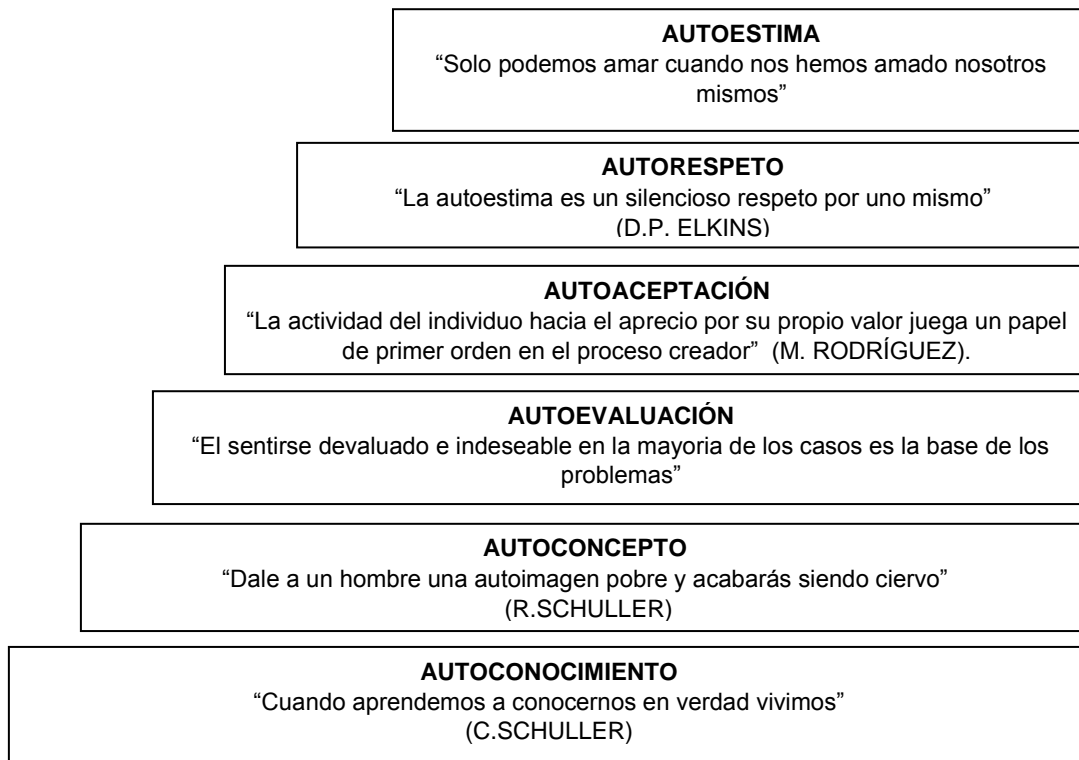 AUTOESTIMA
“Solo podemos amar cuando nos hemos amado nosotros
mismos”
AUTORESPETO
“La autoestima es un silencioso respeto por uno mismo”
(D.P. ELKINS)
AUTOACEPTACIÓN
“La actividad del individuo hacia el aprecio por su propio valor juega un papel
de primer orden en el proceso creador” (M. RODRÍGUEZ).
AUTOEVALUACIÓN
“El sentirse devaluado e indeseable en la mayoria de los casos es la base de los
problemas”
AUTOCONCEPTO
“Dale a un hombre una autoimagen pobre y acabarás siendo ciervo”
(R.SCHULLER)
AUTOCONOCIMIENTO
“Cuando aprendemos a conocernos en verdad vivimos”
(C.SCHULLER)